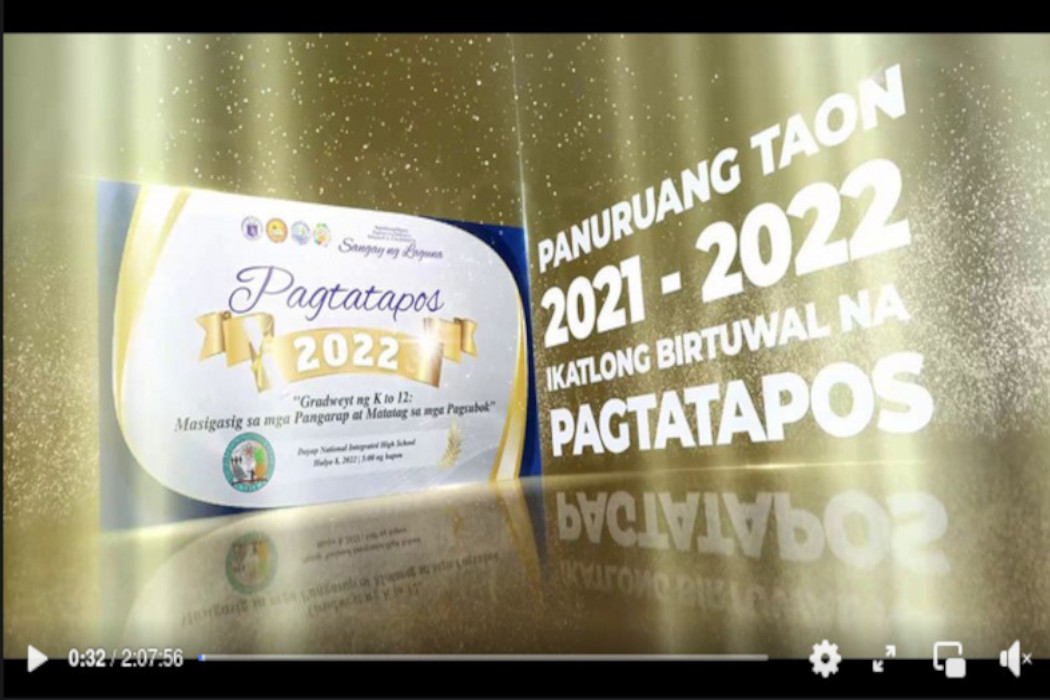 Sangay ng Laguna
Pagtatapos
2022
"Gradweyt ng K to 12:
Masigasig sa mga Pangarap at Matatag sa mga Pagsubok"
Dayap National Integrated High School
Hulyo 8, 2022 | 3:00 ng hapon
PANURUANG TAON
2021 - 2022
IKATLONG BIRTUWAL NA
PAGTATAPOS
0:32 / 2:07:56